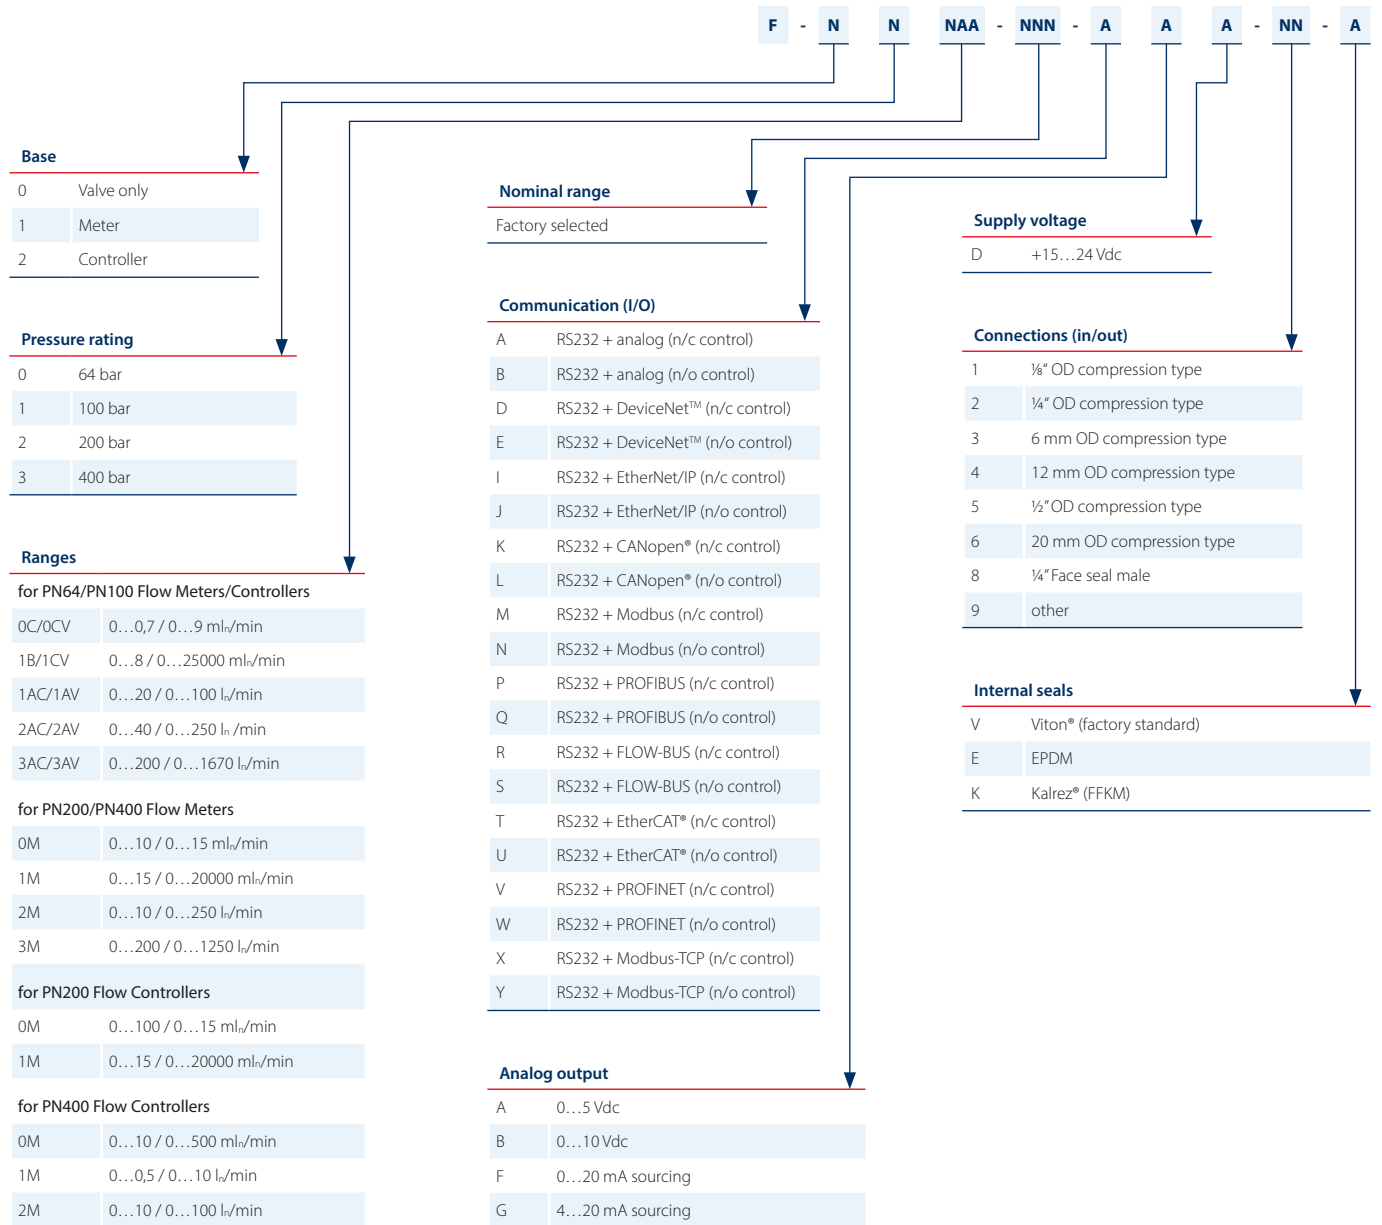 F - N N NAA - NNN - A A A - NN - A
Base
0 Valve only
1 Meter
2 Controller
Pressure rating
0 64 bar
1 100 bar
2 200 bar
3 400 bar
Ranges
for PN64/PN100 Flow Meters/Controllers
0C/0CV 0…0,7 / 0…9 mlₙ/min
1B/1CV 0…8 / 0…25000 mlₙ/min
1AC/1AV 0…20 / 0…100 lₙ/min
2AC/2AV 0…40 / 0…250 lₙ /min
3AC/3AV 0…200 / 0…1670 lₙ/min
for PN200/PN400 Flow Meters
0M 0…10 / 0…15 mlₙ/min
1M 0…15 / 0…20000 mlₙ/min
2M 0…10 / 0…250 lₙ/min
3M 0…200 / 0…1250 lₙ/min
for PN200 Flow Controllers
0M 0…100 / 0…15 mlₙ/min
1M 0…15 / 0…20000 mlₙ/min
for PN400 Flow Controllers
0M 0…10 / 0…500 mlₙ/min
1M 0…0,5 / 0…10 lₙ/min
2M 0…10 / 0…100 lₙ/min
Nominal range
Factory selected
Communication (I/O)
A RS232 + analog (n/c control)
B RS232 + analog (n/o control)
D RS232 + DeviceNet™ (n/c control)
E RS232 + DeviceNet™ (n/o control)
I RS232 + EtherNet/IP (n/c control)
J RS232 + EtherNet/IP (n/o control)
K RS232 + CANopen® (n/c control)
L RS232 + CANopen® (n/o control)
M RS232 + Modbus (n/c control)
N RS232 + Modbus (n/o control)
P RS232 + PROFIBUS (n/c control)
Q RS232 + PROFIBUS (n/o control)
R RS232 + FLOW-BUS (n/c control)
S RS232 + FLOW-BUS (n/o control)
T RS232 + EtherCAT® (n/c control)
U RS232 + EtherCAT® (n/o control)
V RS232 + PROFINET (n/c control)
W RS232 + PROFINET (n/o control)
X RS232 + Modbus-TCP (n/c control)
Y RS232 + Modbus-TCP (n/o control)
Analog output
A 0…5 Vdc
B 0…10 Vdc
F 0…20 mA sourcing
G 4…20 mA sourcing
Supply voltage
D +15…24 Vdc
Connections (in/out)
1 ⅛“ OD compression type
2 ¼“ OD compression type
3 6 mm OD compression type
4 12 mm OD compression type
5 ½” OD compression type
6 20 mm OD compression type
8 ¼” Face seal male
9 other
Internal seals
V Viton® (factory standard)
E EPDM
K Kalrez® (FFKM)